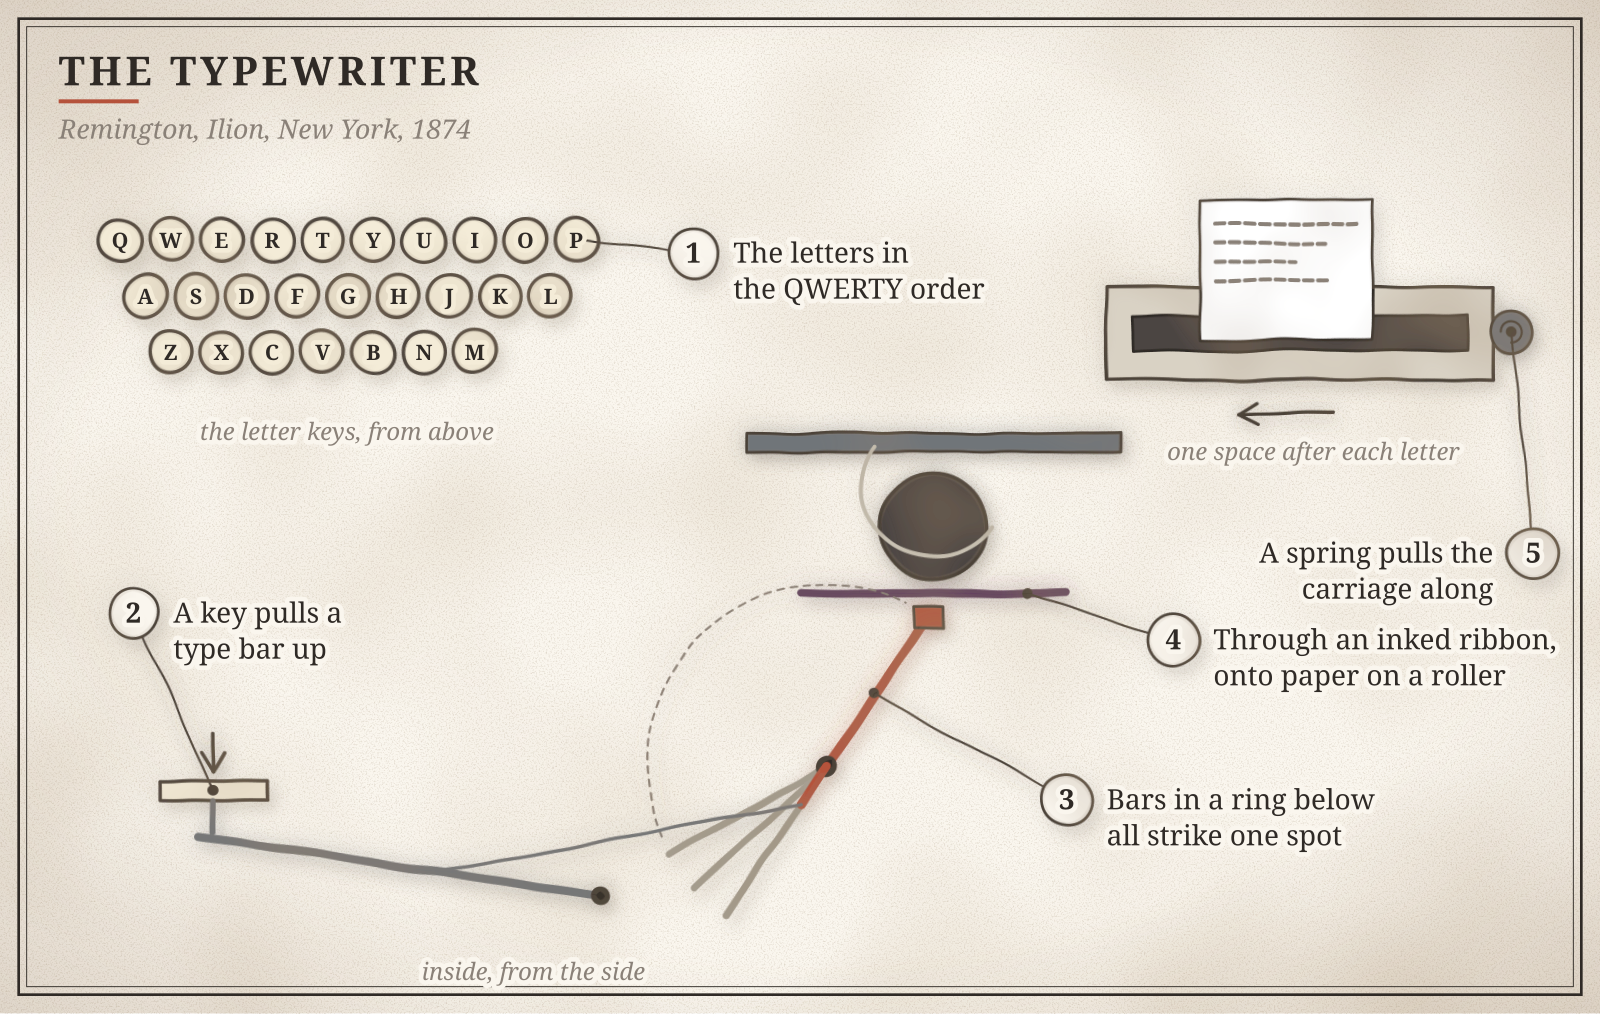 THE TYPEWRITER
Remington, Ilion, New York, 1874
Q W E R T Y U I O P
A S D F G H J K L
Z X C V B N M
the letter keys, from above
1 The letters in
the QWERTY order
one space after each letter
5 A spring pulls the
carriage along
2 A key pulls a
type bar up
4 Through an inked ribbon,
onto paper on a roller
3 Bars in a ring below
all strike one spot
inside, from the side